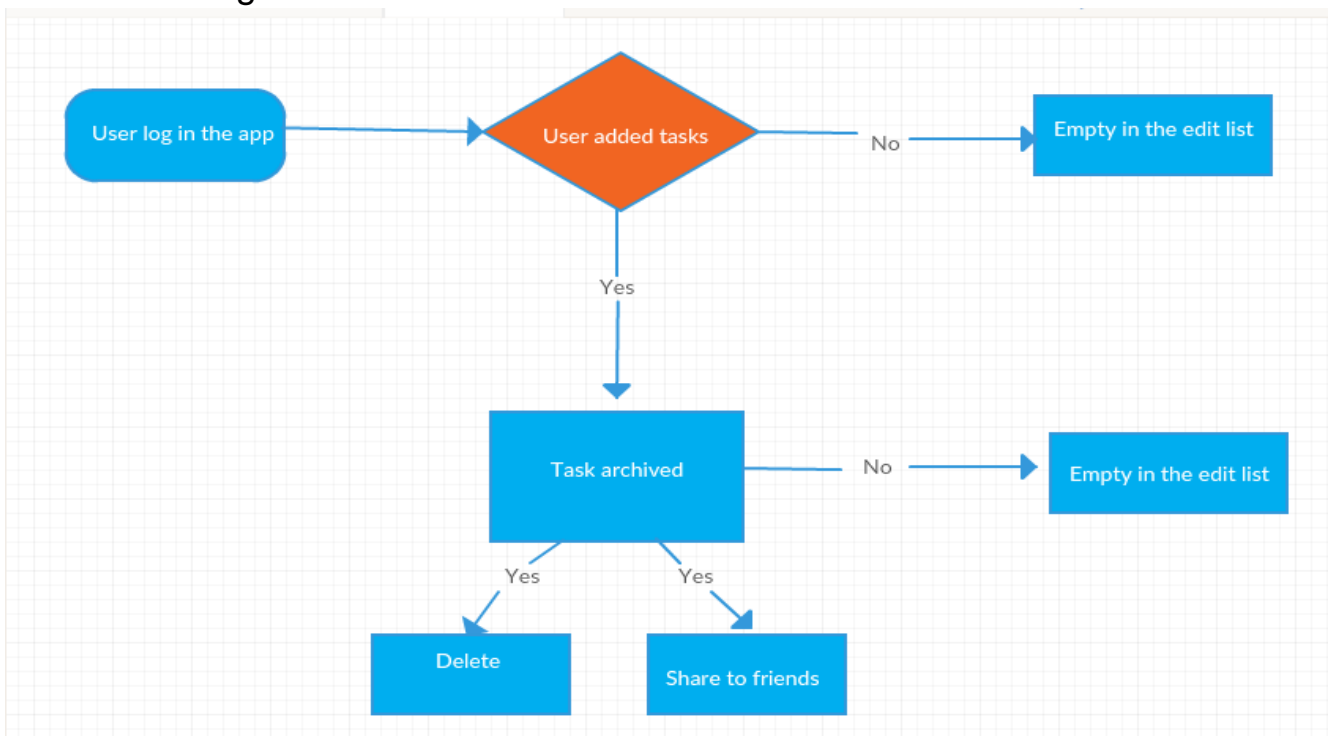 User log in the app
User added tasks
No
Empty in the edit list
Yes
Task archived
No
Empty in the edit list
Yes
Yes
Delete
Share to friends